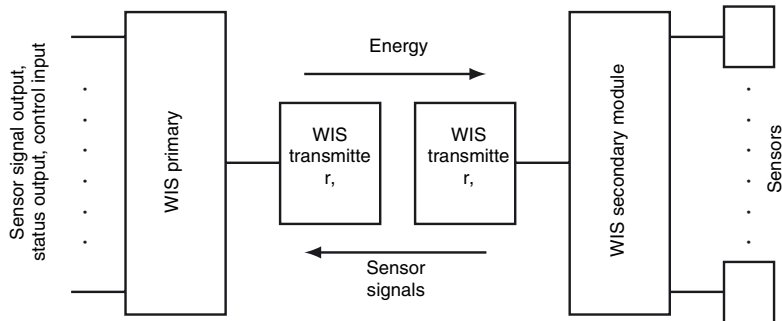 Sensor signal output,
status output, control input
WIS primary
Energy
WIS
transmitte
r,
WIS
transmitte
r,
Sensor
signals
WIS secondary module
Sensors